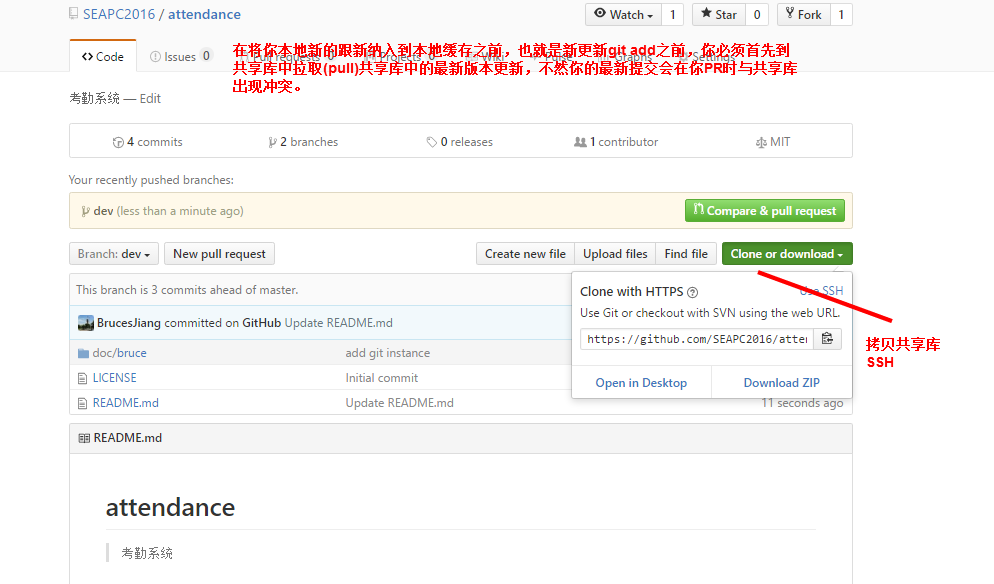 SEAPC2016 / attendance
Watch 1 Star 0 Fork 1
Code Issues 0 Pull requests 0 Projects 0 Wiki Pulse Graphs Settings
在将你本地新的跟新纳入到本地缓存之前，也就是新更新git add之前，你必须首先到
共享库中拉取(pull)共享库中的最新版本更新，不然你的最新提交会在你PR时与共享库
出现冲突。
考勤系统 — Edit
4 commits 2 branches 0 releases 1 contributor MIT
Your recently pushed branches:
dev (less than a minute ago) Compare & pull request
Branch: dev New pull request Create new file Upload files Find file Clone or download
This branch is 3 commits ahead of master.
Clone with HTTPS Use SSH
Use Git or checkout with SVN using the web URL.
https://github.com/SEAPC2016/atte
Open in Desktop Download ZIP
拷贝共享库
SSH
BrucesJiang committed on GitHub Update README.md
doc/bruce add git instance
LICENSE Initial commit
README.md Update README.md 11 seconds ago
README.md
attendance
考勤系统